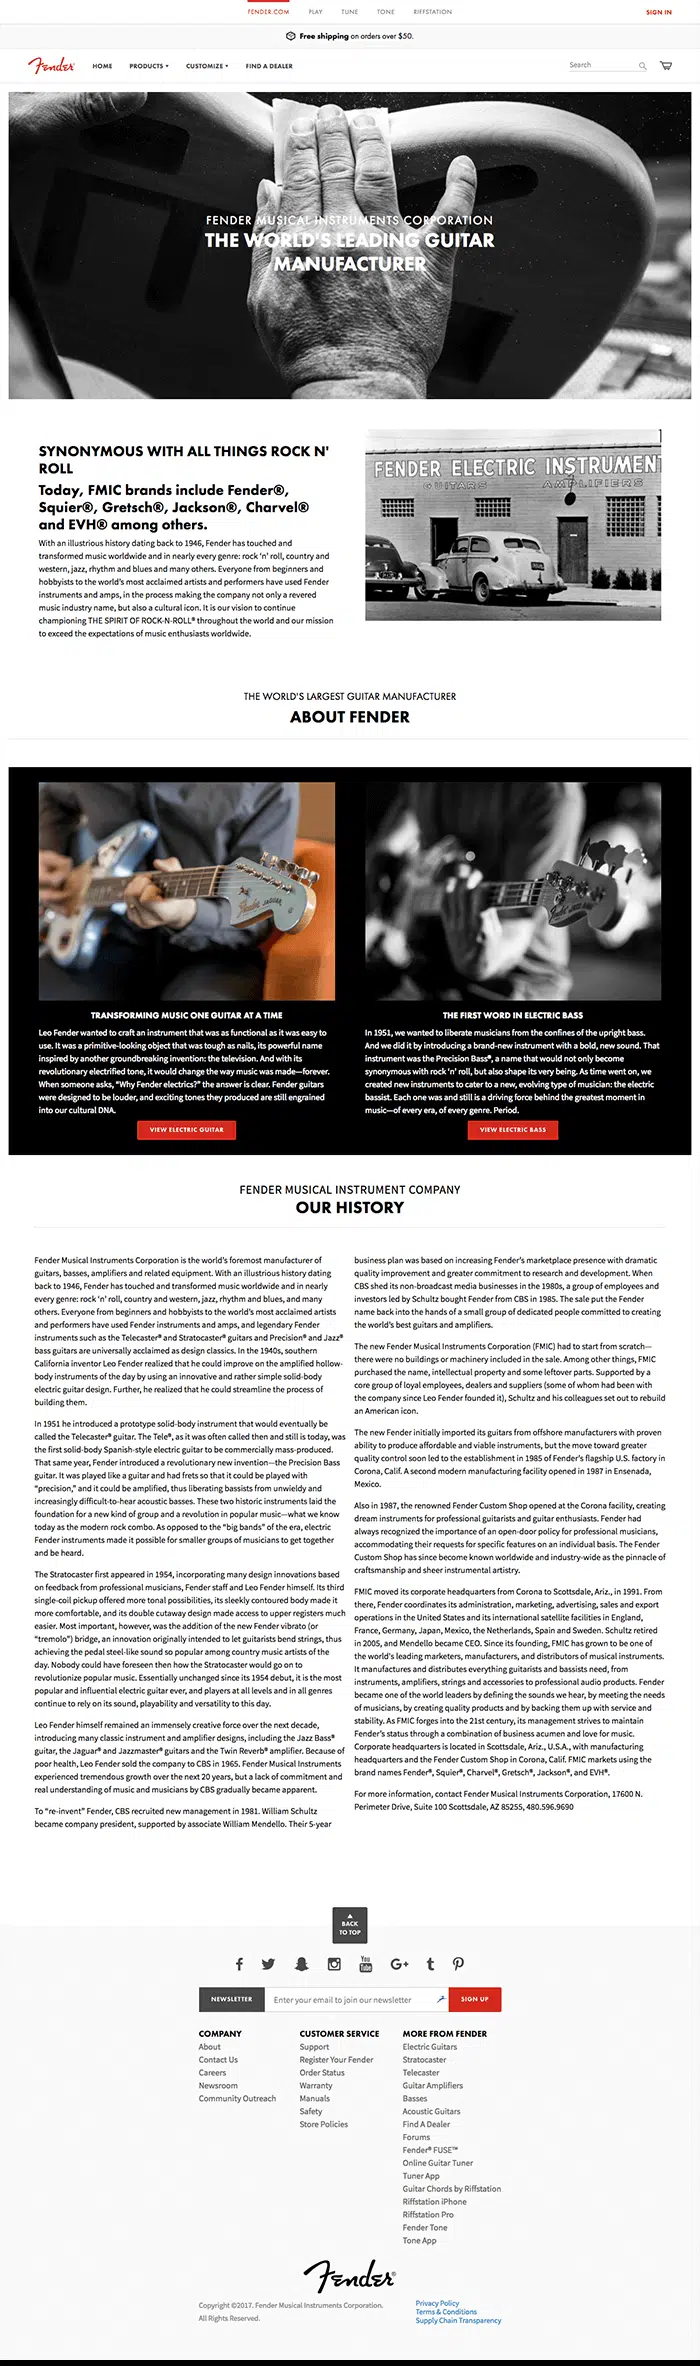 FENDER.COM PLAY TUNE TONE RIFFSTATION SIGN IN
Free shipping on orders over $50.
Fender HOME PRODUCTS CUSTOMIZE FIND A DEALER Search
FENDER MUSICAL INSTRUMENTS CORPORATION
THE WORLD'S LEADING GUITAR
MANUFACTURER
SYNONYMOUS WITH ALL THINGS ROCK N'
ROLL
Today, FMIC brands include Fender®,
Squier®, Gretsch®, Jackson®, Charvel®
and EVH® among others.
With an illustrious history dating back to 1946, Fender has touched and
transformed music worldwide and in nearly every genre: rock 'n' roll, country and
western, jazz, rhythm and blues and many others. Everyone from beginners and
hobbyists to the world's most acclaimed artists and performers have used Fender
instruments and amps, in the process making the company not only a revered
music industry name, but also a cultural icon. It is our vision to continue
championing THE SPIRIT OF ROCK-N-ROLL® throughout the world and our mission
to exceed the expectations of music enthusiasts worldwide.
FENDER ELECTRIC INSTRUMEN
GUITARS AMPLIFIERS
THE WORLD'S LARGEST GUITAR MANUFACTURER
ABOUT FENDER
Fender JAGUAR
Fender
TRANSFORMING MUSIC ONE GUITAR AT A TIME
Leo Fender wanted to craft an instrument that was as functional as it was easy to
use. It was a primitive-looking object that was tough as nails, its powerful name
inspired by another groundbreaking invention: the television. And with its
revolutionary electrified tone, it would change the way music was made—forever.
When someone asks, "Why Fender electrics?" the answer is clear. Fender guitars
were designed to be louder, and exciting tones they produced are still engrained
into our cultural DNA.
VIEW ELECTRIC GUITAR
THE FIRST WORD IN ELECTRIC BASS
In 1951, we wanted to liberate musicians from the confines of the upright bass.
And we did it by introducing a brand-new instrument with a bold, new sound. That
instrument was the Precision Bass®, a name that would not only become
synonymous with rock 'n' roll, but also shape its very being. As time went on, we
created new instruments to cater to a new, evolving type of musician: the electric
bassist. Each one was and still is a driving force behind the greatest moment in
music—of every era, of every genre. Period.
VIEW ELECTRIC BASS
FENDER MUSICAL INSTRUMENT COMPANY
OUR HISTORY
Fender Musical Instruments Corporation is the world's foremost manufacturer of
guitars, basses, amplifiers and related equipment. With an illustrious history dating
back to 1946, Fender has touched and transformed music worldwide and in nearly
every genre: rock 'n' roll, country and western, jazz, rhythm and blues, and many
others. Everyone from beginners and hobbyists to the world's most acclaimed artists
and performers have used Fender instruments and amps, and legendary Fender
instruments such as the Telecaster® and Stratocaster® guitars and Precision® and Jazz®
bass guitars are universally acclaimed as design classics. In the 1940s, southern
California inventor Leo Fender realized that he could improve on the amplified hollow-
body instruments of the day by using an innovative and rather simple solid-body
electric guitar design. Further, he realized that he could streamline the process of
building them.
In 1951 he introduced a prototype solid-body instrument that would eventually be
called the Telecaster® guitar. The Tele®, as it was often called then and still is today, was
the first solid-body Spanish-style electric guitar to be commercially mass-produced.
That same year, Fender introduced a revolutionary new invention—the Precision Bass
guitar. It was played like a guitar and had frets so that it could be played with
"precision," and it could be amplified, thus liberating bassists from unwieldy and
increasingly difficult-to-hear acoustic basses. These two historic instruments laid the
foundation for a new kind of group and a revolution in popular music—what we know
today as the modern rock combo. As opposed to the "big bands" of the era, electric
Fender instruments made it possible for smaller groups of musicians to get together
and be heard.
The Stratocaster first appeared in 1954, incorporating many design innovations based
on feedback from professional musicians, Fender staff and Leo Fender himself. Its third
single-coil pickup offered more tonal possibilities, its sleekly contoured body made it
more comfortable, and its double cutaway design made access to upper registers much
easier. Most important, however, was the addition of the new Fender vibrato (or
"tremolo") bridge, an innovation originally intended to let guitarists bend strings, thus
achieving the pedal steel-like sound so popular among country music artists of the
day. Nobody could have foreseen then how the Stratocaster would go on to
revolutionize popular music. Essentially unchanged since its 1954 debut, it is the most
popular and influential electric guitar ever, and players at all levels and in all genres
continue to rely on its sound, playability and versatility to this day.
Leo Fender himself remained an immensely creative force over the next decade,
introducing many classic instrument and amplifier designs, including the Jazz Bass®
guitar, the Jaguar® and Jazzmaster® guitars and the Twin Reverb® amplifier. Because of
poor health, Leo Fender sold the company to CBS in 1965. Fender Musical Instruments
experienced tremendous growth over the next 20 years, but a lack of commitment and
real understanding of music and musicians by CBS gradually became apparent.
To "re-invent" Fender, CBS recruited new management in 1981. William Schultz
became company president, supported by associate William Mendello. Their 5-year
business plan was based on increasing Fender's marketplace presence with dramatic
quality improvement and greater commitment to research and development. When
CBS shed its non-broadcast media businesses in the 1980s, a group of employees and
investors led by Schultz bought Fender from CBS in 1985. The sale put the Fender
name back into the hands of a small group of dedicated people committed to creating
the world's best guitars and amplifiers.
The new Fender Musical Instruments Corporation (FMIC) had to start from scratch—
there were no buildings or machinery included in the sale. Among other things, FMIC
purchased the name, intellectual property and some leftover parts. Supported by a
core group of loyal employees, dealers and suppliers (some of whom had been with
the company since Leo Fender founded it), Schultz and his colleagues set out to rebuild
an American icon.
The new Fender initially imported its guitars from offshore manufacturers with proven
ability to produce affordable and viable instruments, but the move toward greater
quality control soon led to the establishment in 1985 of Fender's flagship U.S. factory in
Corona, Calif. A second modern manufacturing facility opened in 1987 in Ensenada,
Mexico.
Also in 1987, the renowned Fender Custom Shop opened at the Corona facility, creating
dream instruments for professional guitarists and guitar enthusiasts. Fender had
always recognized the importance of an open-door policy for professional musicians,
accommodating their requests for specific features on an individual basis. The Fender
Custom Shop has since become known worldwide and industry-wide as the pinnacle of
craftsmanship and sheer instrumental artistry.
FMIC moved its corporate headquarters from Corona to Scottsdale, Ariz., in 1991. From
there, Fender coordinates its administration, marketing, advertising, sales and export
operations in the United States and its international satellite facilities in England,
France, Germany, Japan, Mexico, the Netherlands, Spain and Sweden. Schultz retired
in 2005, and Mendello became CEO. Since its founding, FMIC has grown to be one of
the world's leading marketers, manufacturers, and distributors of musical instruments.
It manufactures and distributes everything guitarists and bassists need, from
instruments, amplifiers, strings and accessories to professional audio products. Fender
became one of the world leaders by defining the sounds we hear, by meeting the needs
of musicians, by creating quality products and by backing them up with service and
stability. As FMIC forges into the 21st century, its management strives to maintain
Fender's status through a combination of business acumen and love for music.
Corporate headquarters is located in Scottsdale, Ariz., U.S.A., with manufacturing
headquarters and the Fender Custom Shop in Corona, Calif. FMIC markets using the
brand names Fender®, Squier®, Charvel®, Gretsch®, Jackson®, and EVH®.
For more information, contact Fender Musical Instruments Corporation, 17600 N.
Perimeter Drive, Suite 100 Scottsdale, AZ 85255, 480.596.9690
BACK
TO TOP
You
Tube
NEWSLETTER Enter your email to join our newsletter SIGN UP
COMPANY
About
Contact Us
Careers
Newsroom
Community Outreach
CUSTOMER SERVICE
Support
Register Your Fender
Order Status
Warranty
Manuals
Safety
Store Policies
MORE FROM FENDER
Electric Guitars
Stratocaster
Telecaster
Guitar Amplifiers
Basses
Acoustic Guitars
Find A Dealer
Forums
Fender® FUSE™
Online Guitar Tuner
Tuner App
Guitar Chords by Riffstation
Riffstation iPhone
Riffstation Pro
Fender Tone
Tone App
Fender®
Copyright ©2017. Fender Musical Instruments Corporation.
All Rights Reserved.
Privacy Policy
Terms & Conditions
Supply Chain Transparency